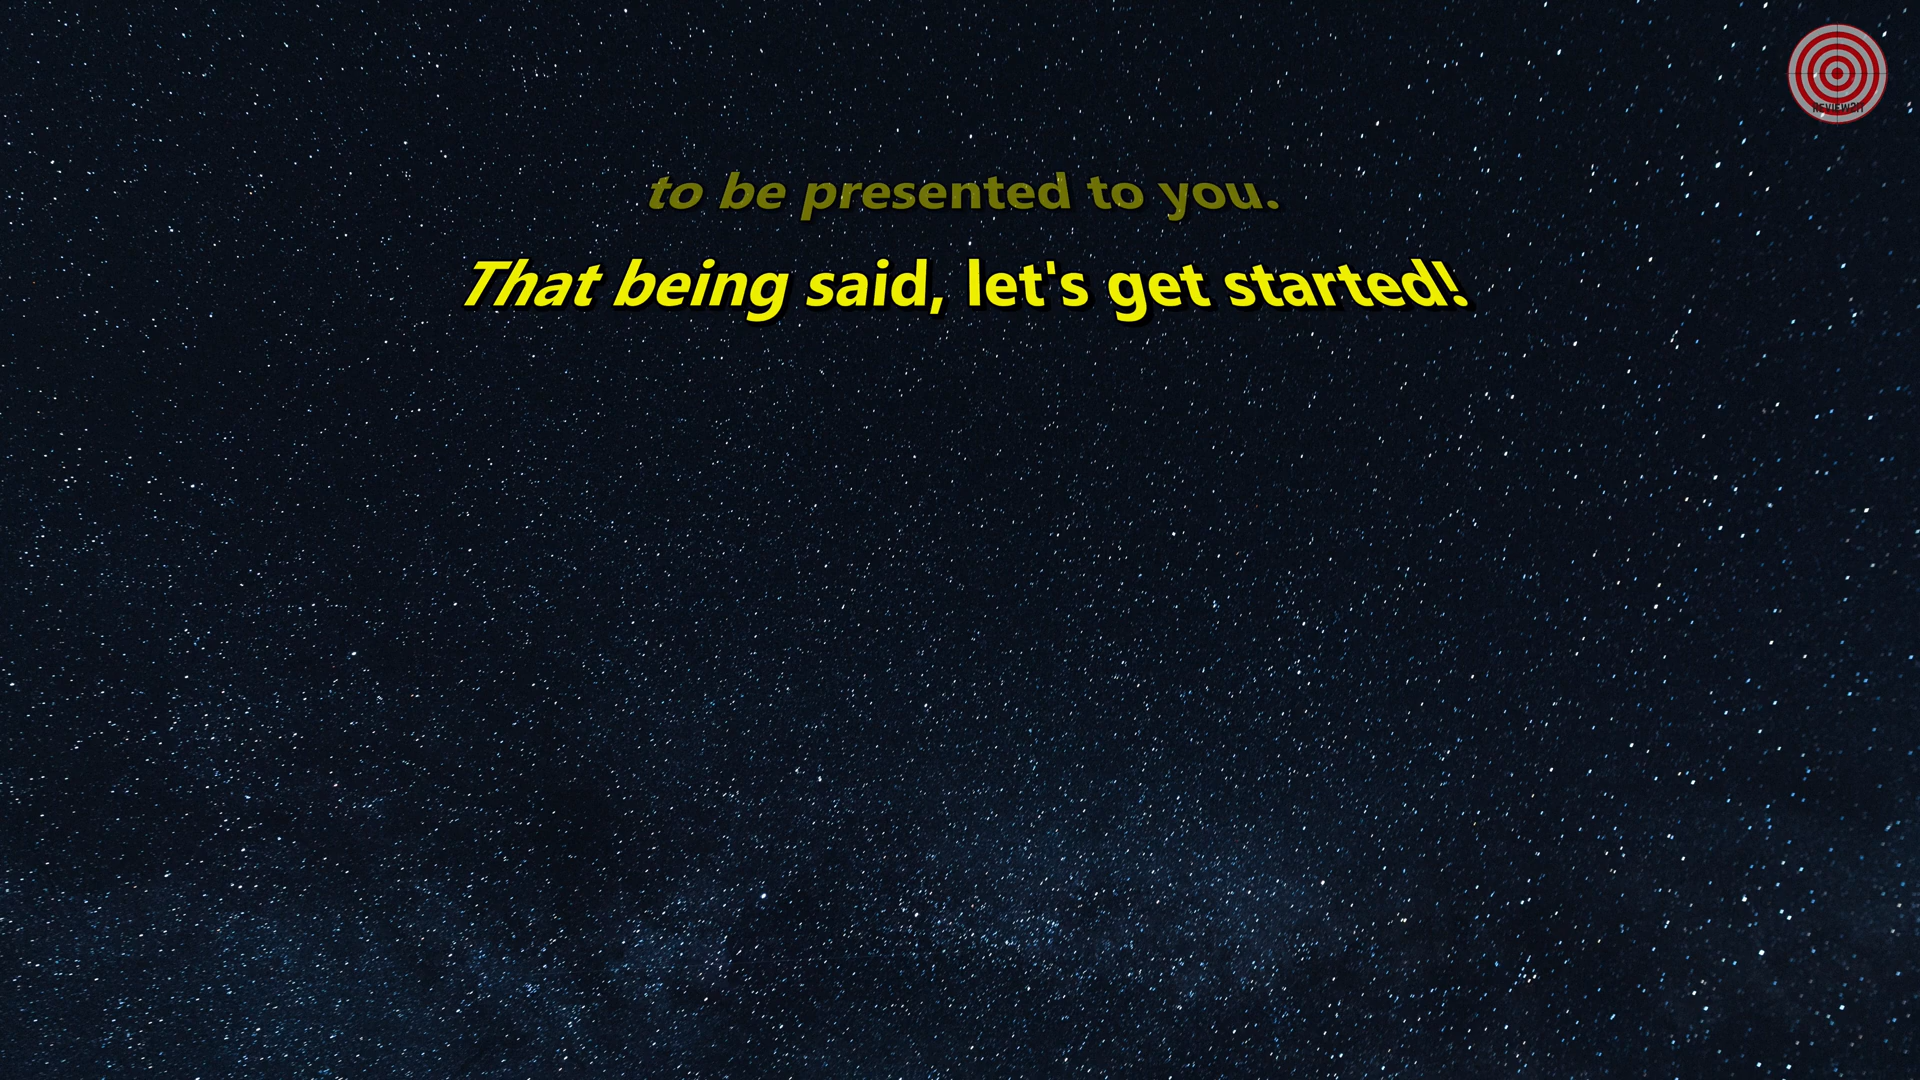 to be presented to you.
That being said, let's get started!